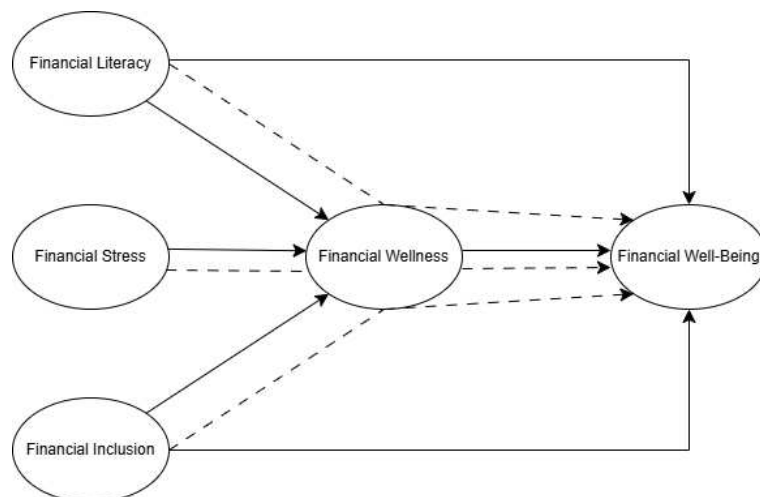 Financial Literacy
Financial Stress
Financial Wellness
Financial Well-Being
Financial Inclusion